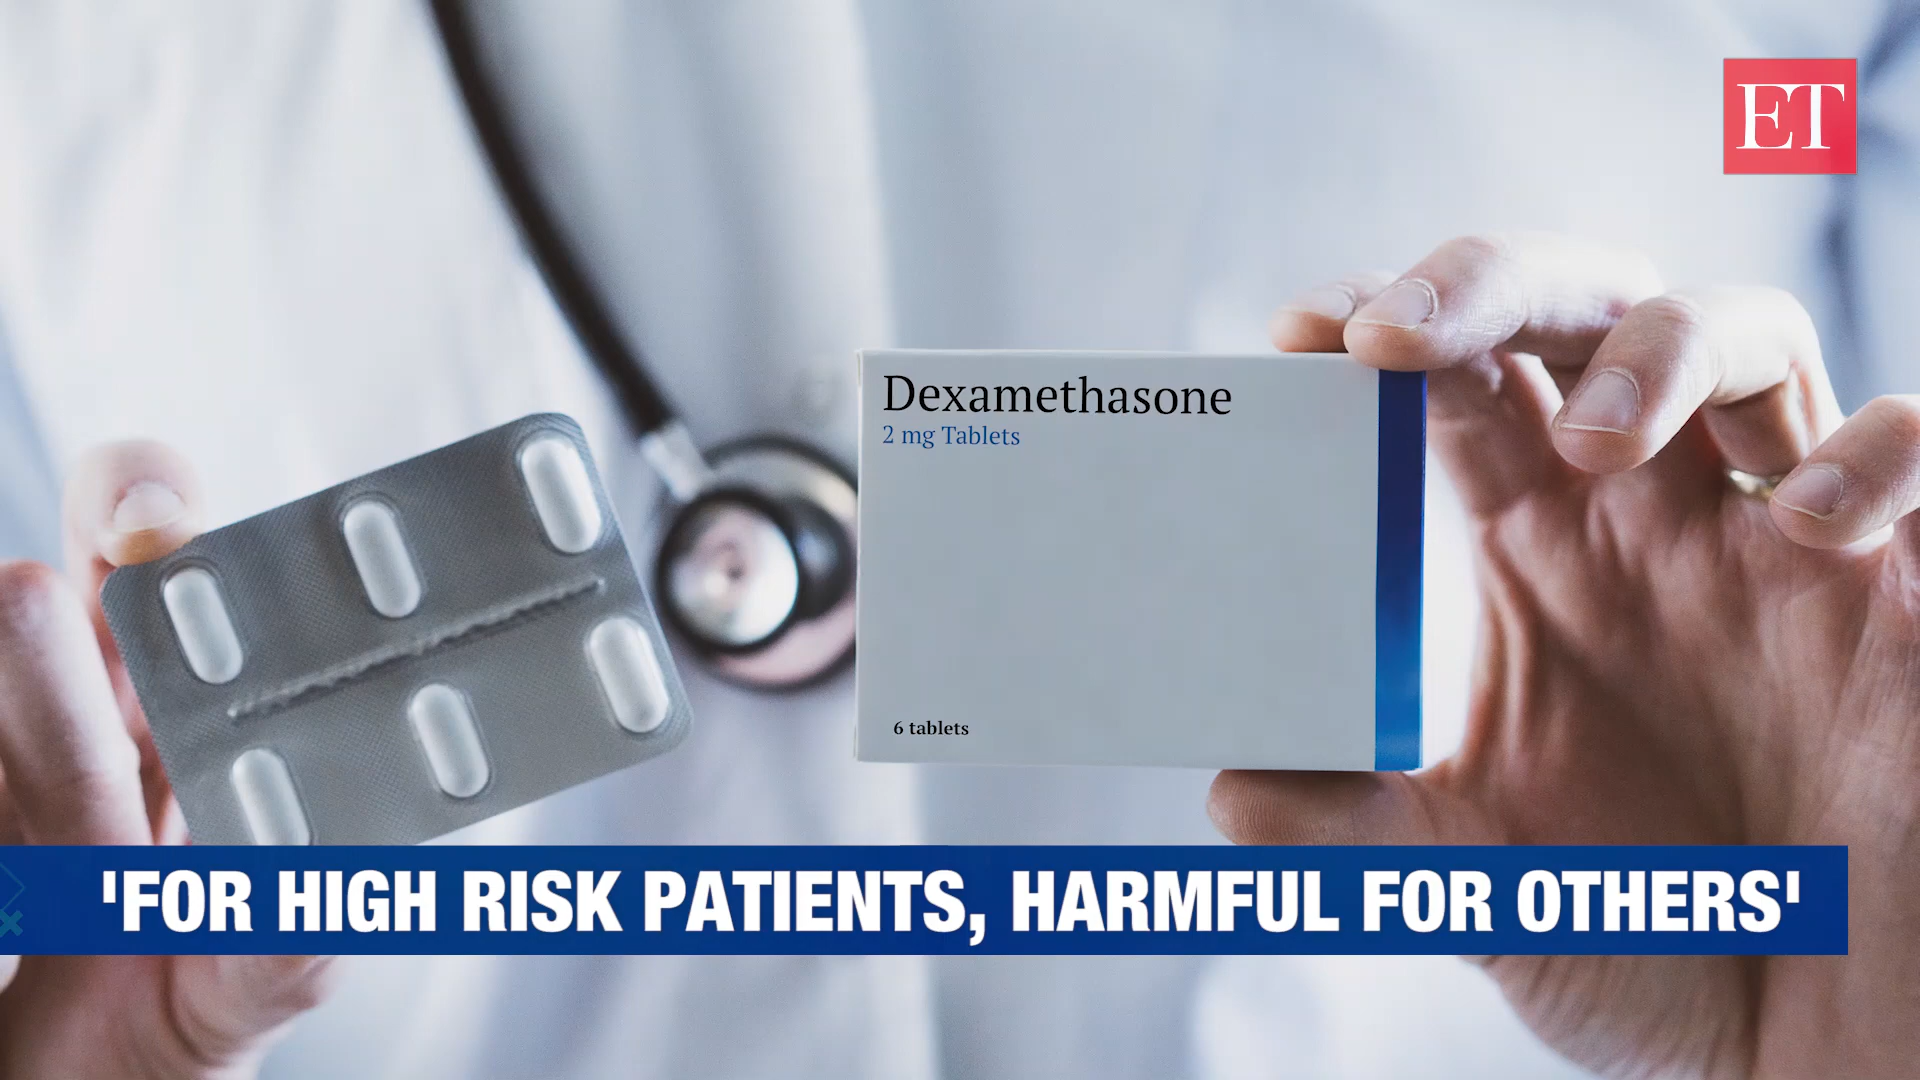 ET
Dexamethasone
2 mg Tablets
6 tablets
'FOR HIGH RISK PATIENTS, HARMFUL FOR OTHERS'